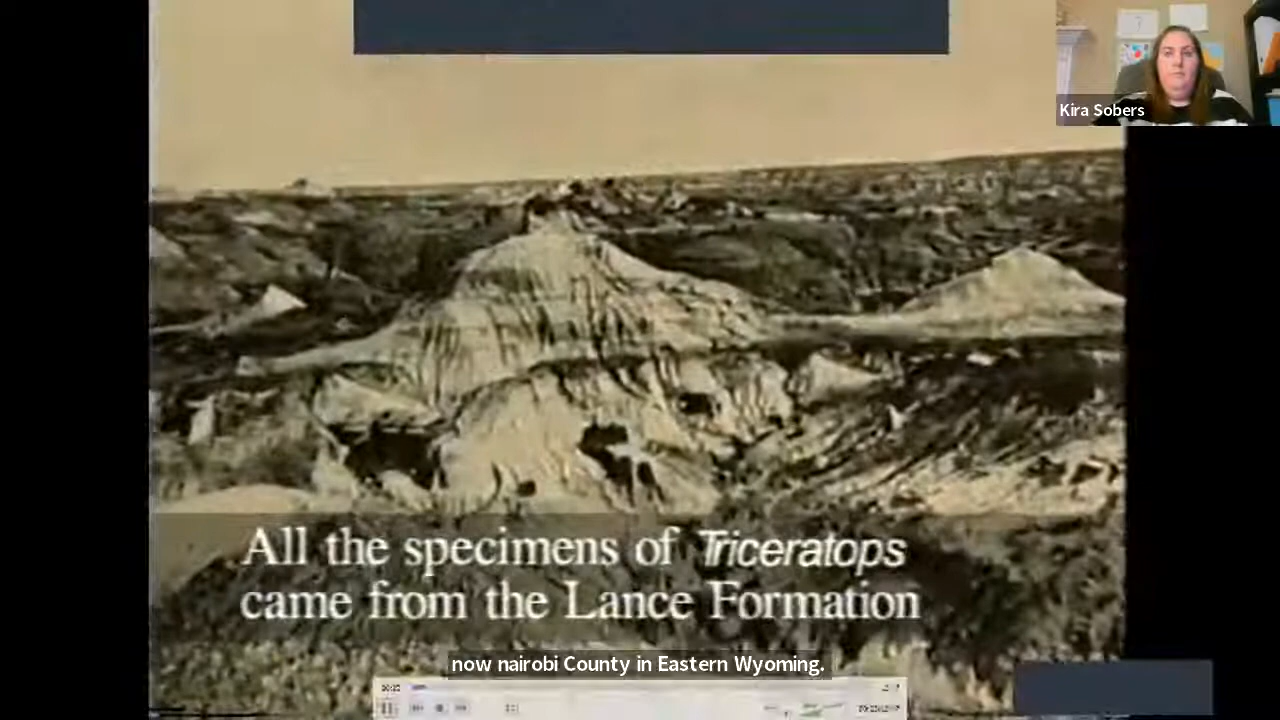 Kira Sobers
All the specimens of Triceratops
came from the Lance Formation
now nairobi County in Eastern Wyoming.